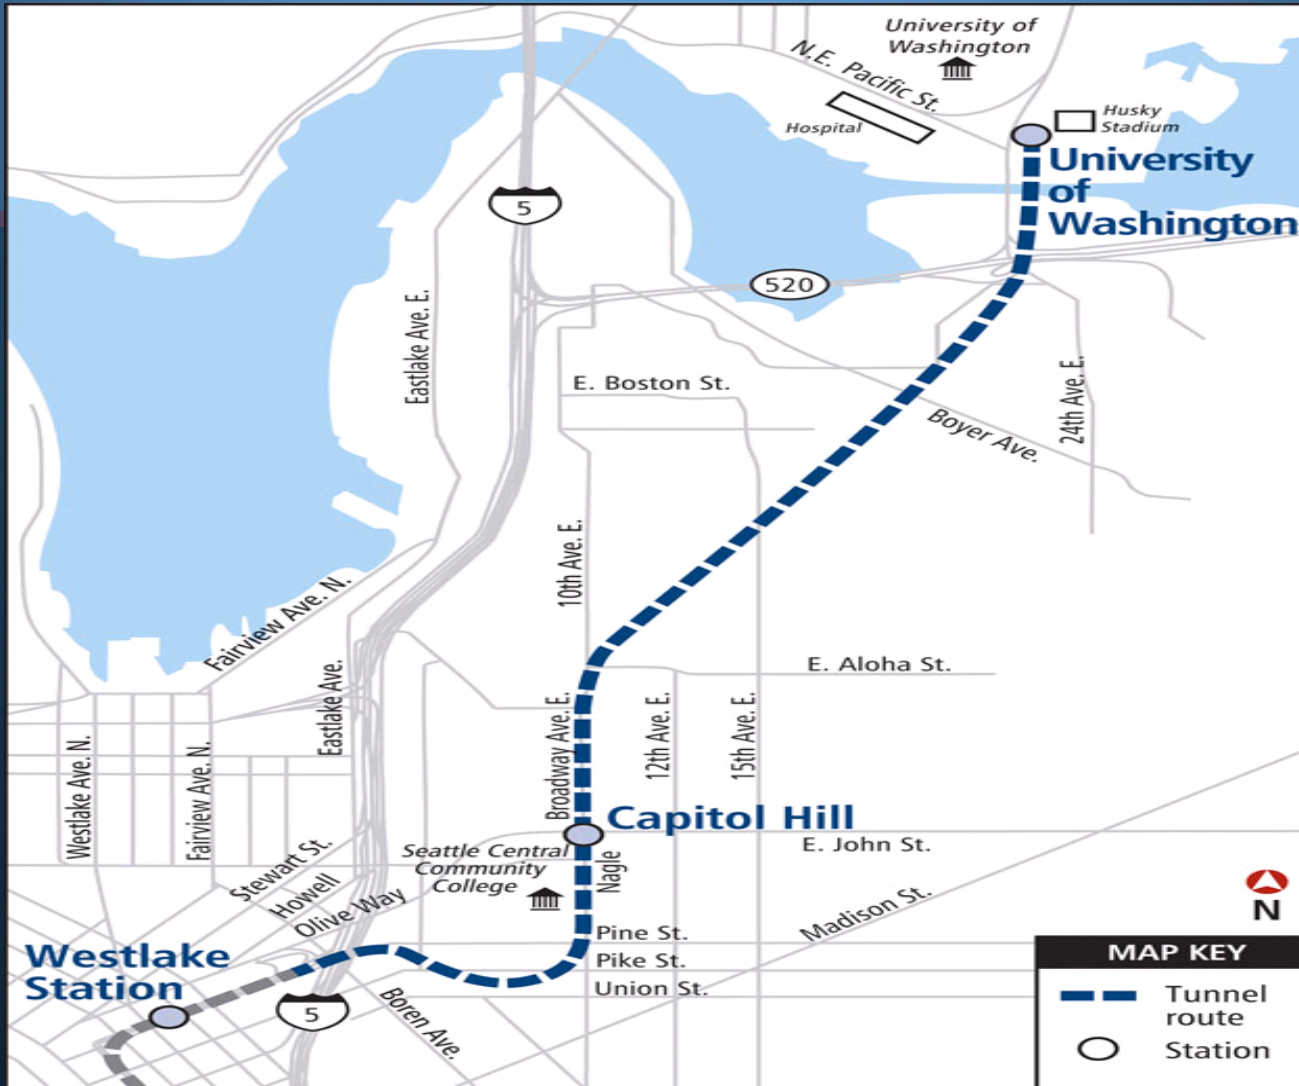 University of
Washington
N.E. Pacific St.
Hospital
Husky
Stadium
University
of
Washington
5
520
Eastlake Ave. E.
E. Boston St.
24th Ave. E.
Boyer Ave.
10th Ave. E.
Fairview Ave. N.
E. Aloha St.
Eastlake Ave.
Broadway Ave. E.
12th Ave. E.
15th Ave. E.
Westlake Ave. N.
Fairview Ave. N.
Capitol Hill
E. John St.
Stewart St.
Howell
Olive Way
Seattle Central
Community
College
Nagle
Madison St.
N
Pine St.
Pike St.
Union St.
Westlake
Station
5
Boren Ave.
MAP KEY
Tunnel
route
Station